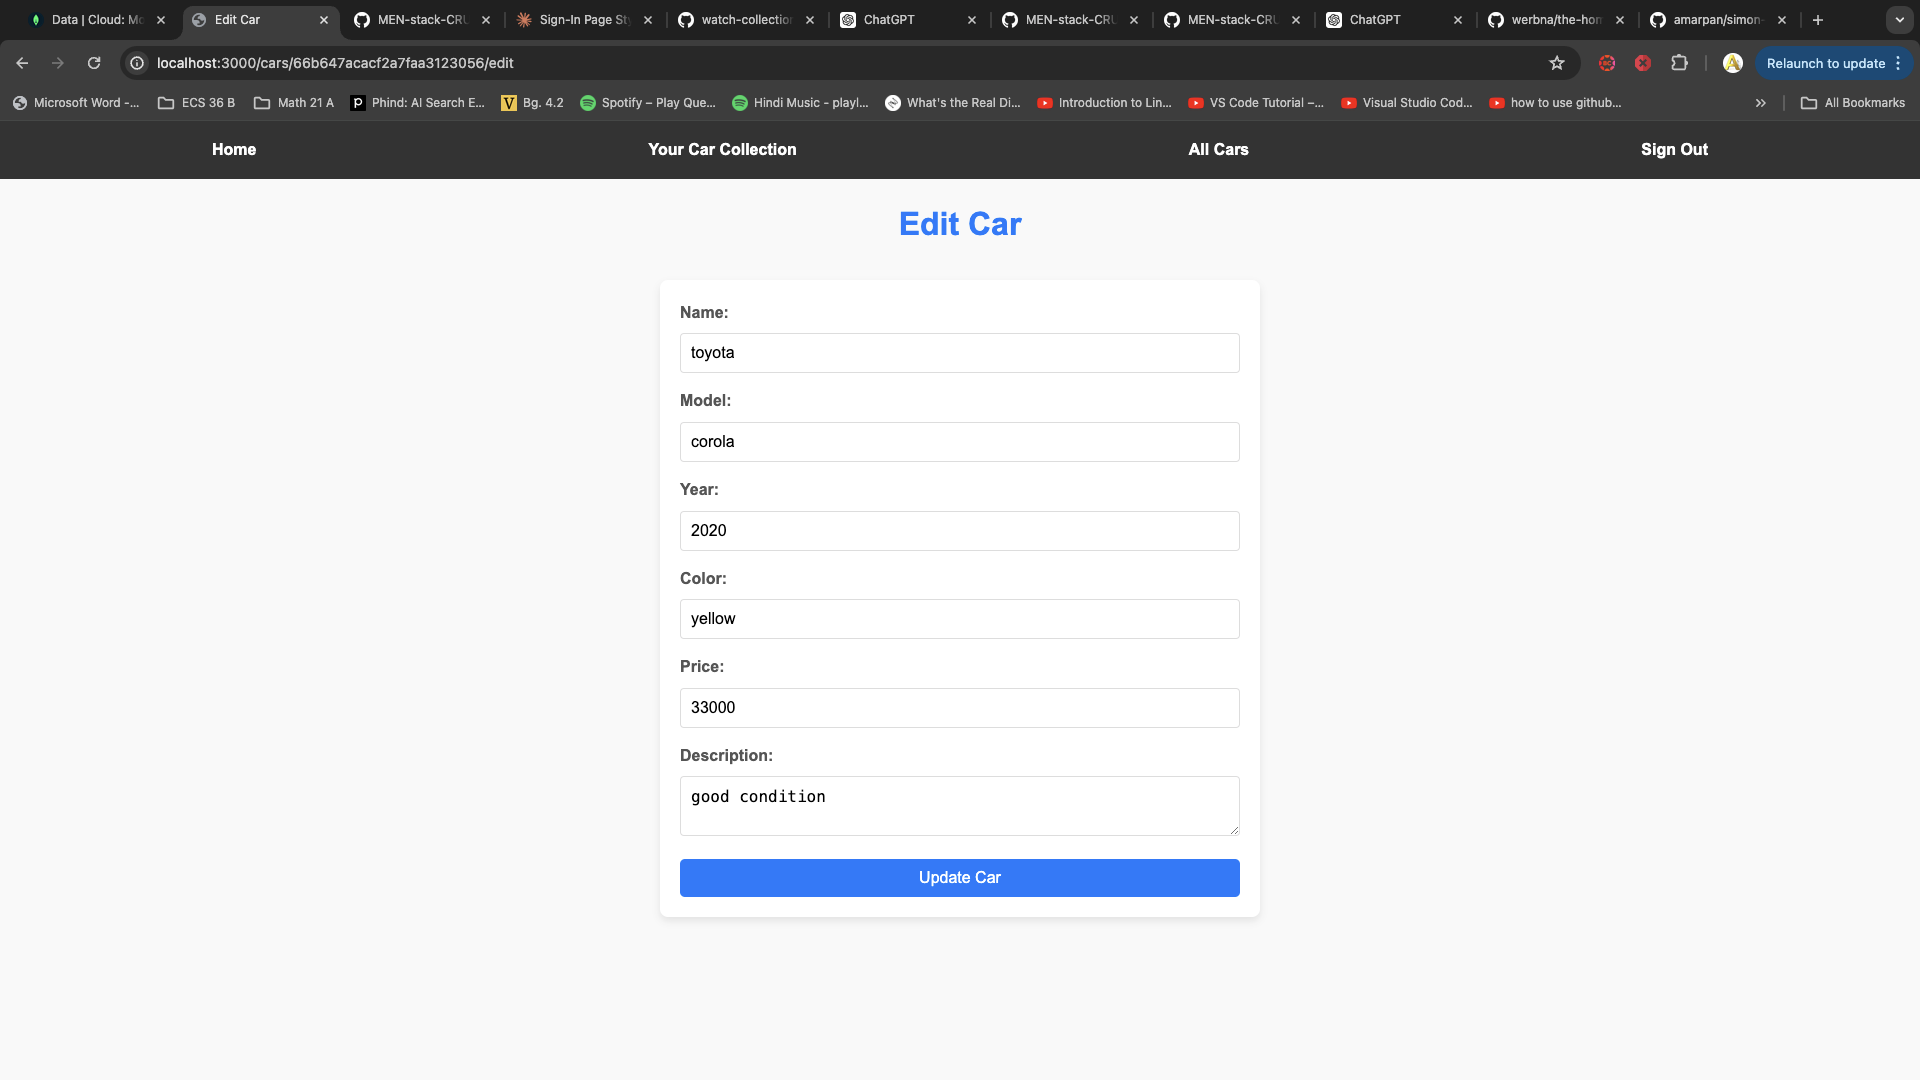 Data | Cloud: Mo
Edit Car
MEN-stack-CRU
Sign-In Page Sty
watch-collection
ChatGPT
MEN-stack-CRU
MEN-stack-CRU
ChatGPT
werbna/the-hom
amarpan/simon-
localhost:3000/cars/66b647acacf2a7faa3123056/edit
Relaunch to update
Microsoft Word -...
ECS 36 B
Math 21 A
Phind: AI Search E...
Bg. 4.2
Spotify – Play Que...
Hindi Music - playl...
What's the Real Di...
Introduction to Lin...
VS Code Tutorial –...
Visual Studio Cod...
how to use github...
All Bookmarks
Home
Your Car Collection
All Cars
Sign Out
Edit Car
Name:
toyota
Model:
corola
Year:
2020
Color:
yellow
Price:
33000
Description:
good condition
Update Car